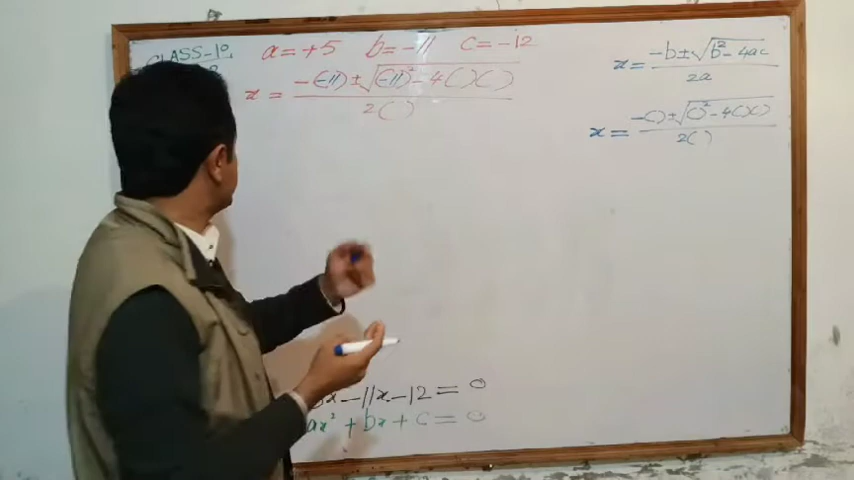 CLASS-10
a=+5 b=-11 c=-12
x = -(-11)±√(-11)²-4()() / 2()
x = -b±√b²-4ac / 2a
x = -()±√()²-4()() / 2()
x-11x-12=0
ax²+bx+c=0